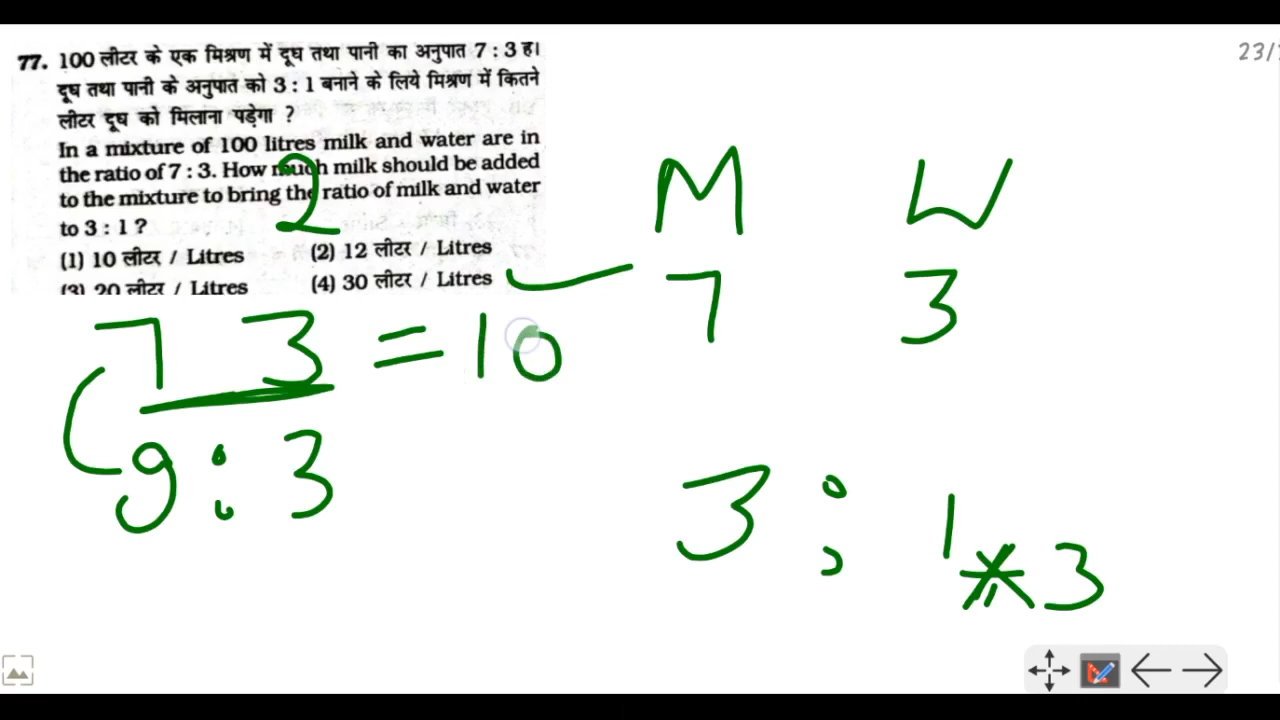 77. 100 लीटर के एक मिश्रण में दूध तथा पानी का अनुपात 7 : 3 है।
दूध तथा पानी के अनुपात को 3 : 1 बनाने के लिये मिश्रण में कितने
लीटर दूध को मिलाना पड़ेगा ?
In a mixture of 100 litres milk and water are in
the ratio of 7 : 3. How much milk should be added
to the mixture to bring the ratio of milk and water
to 3 : 1 ?
(1) 10 लीटर / Litres (2) 12 लीटर / Litres
(3) 20 लीटर / Litres (4) 30 लीटर / Litres
2
7 3 = 10
9 : 3
M W
7 3
3 : 1 * 3
23/